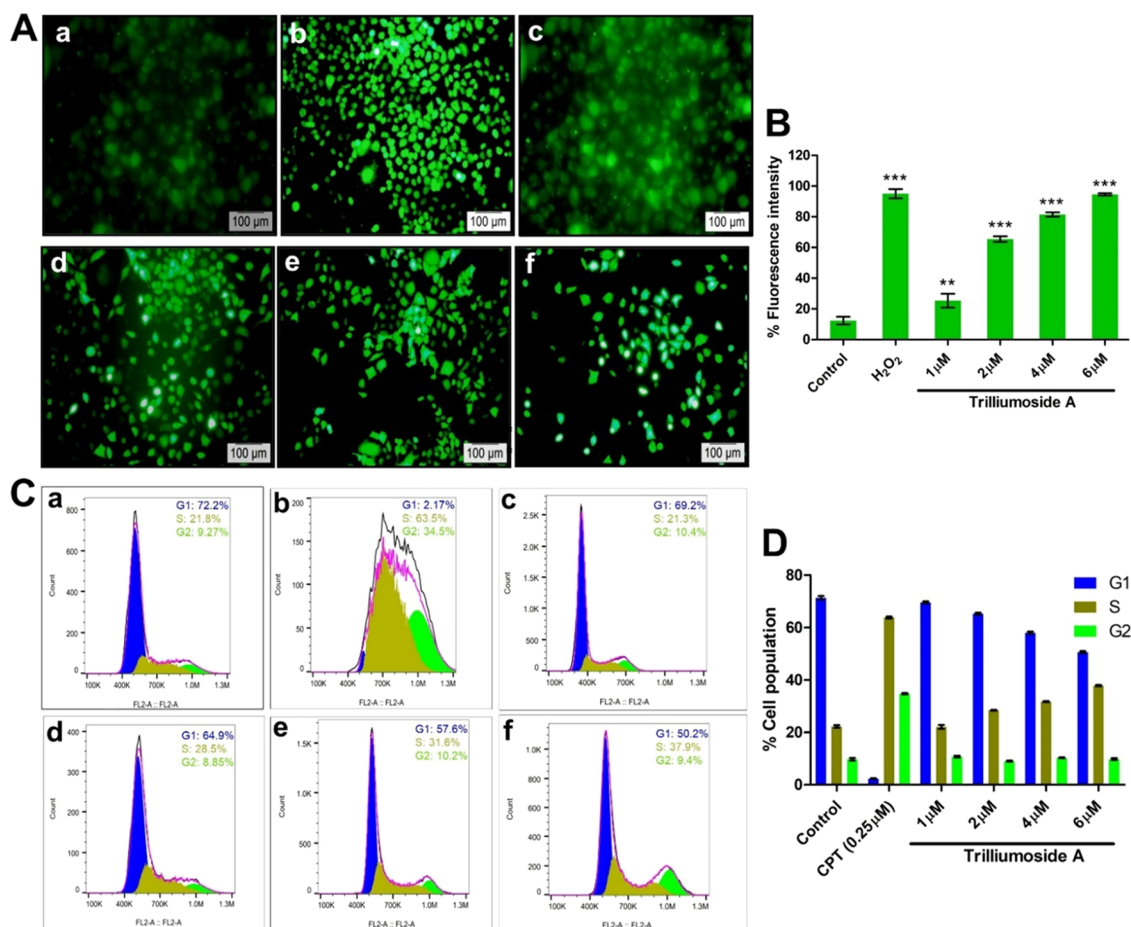 A
a
b
c
100 µm
100 µm
100 µm
d
e
f
100 µm
100 µm
100 µm
B
% Fluorescence intensity
120
100
80
60
40
20
0
***
**
***
***
***
Control
H₂O₂
1µM
2µM
4µM
6µM
Trilliumoside A
C
a
G1: 72.2%
S: 21.8%
G2: 9.27%
Count
800
600
400
200
0
100K 400K 700K 1.0M 1.3M
FL2-A :: FL2-A
b
G1: 2.17%
S: 63.5%
G2: 34.5%
Count
200
150
100
50
0
100K 400K 700K 1.0M 1.3M
FL2-A :: FL2-A
c
G1: 69.2%
S: 21.3%
G2: 10.4%
Count
2.5K
2.0K
1.5K
1.0K
500
0
100K 400K 700K 1.0M 1.3M
FL2-A :: FL2-A
d
G1: 64.9%
S: 28.5%
G2: 8.85%
Count
400
300
200
100
0
100K 400K 700K 1.0M 1.3M
FL2-A :: FL2-A
e
G1: 57.6%
S: 31.6%
G2: 10.2%
Count
1.5K
1.0K
500
0
100K 400K 700K 1.0M 1.3M
FL2-A :: FL2-A
f
G1: 50.2%
S: 37.9%
G2: 9.4%
Count
1.0K
800
600
400
200
0
100K 400K 700K 1.0M 1.3M
FL2-A :: FL2-A
D
% Cell population
80
60
40
20
0
G1
S
G2
Control
CPT (0.25µM)
1µM
2µM
4µM
6µM
Trilliumoside A